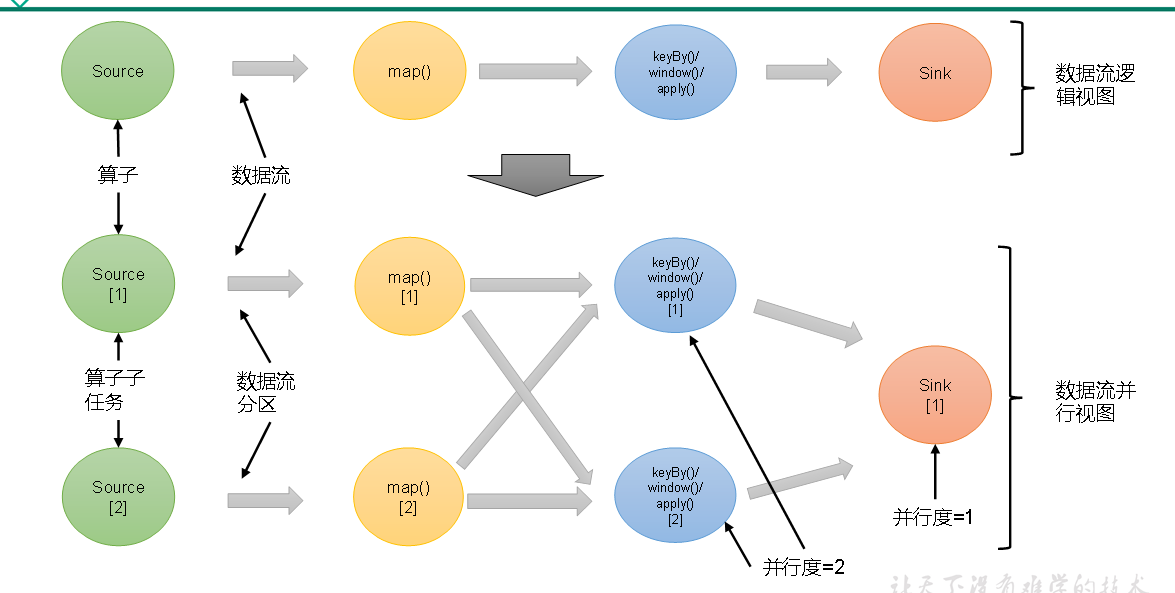 Source
map()
keyBy()/
window()/
apply()
Sink
数据流逻
辑视图
算子
数据流
Source
[1]
map()
[1]
keyBy()/
window()/
apply()
[1]
算子子
任务
数据流
分区
Sink
[1]
数据流并
行视图
Source
[2]
map()
[2]
keyBy()/
window()/
apply()
[2]
并行度=1
并行度=2
让天下没有难学的技术